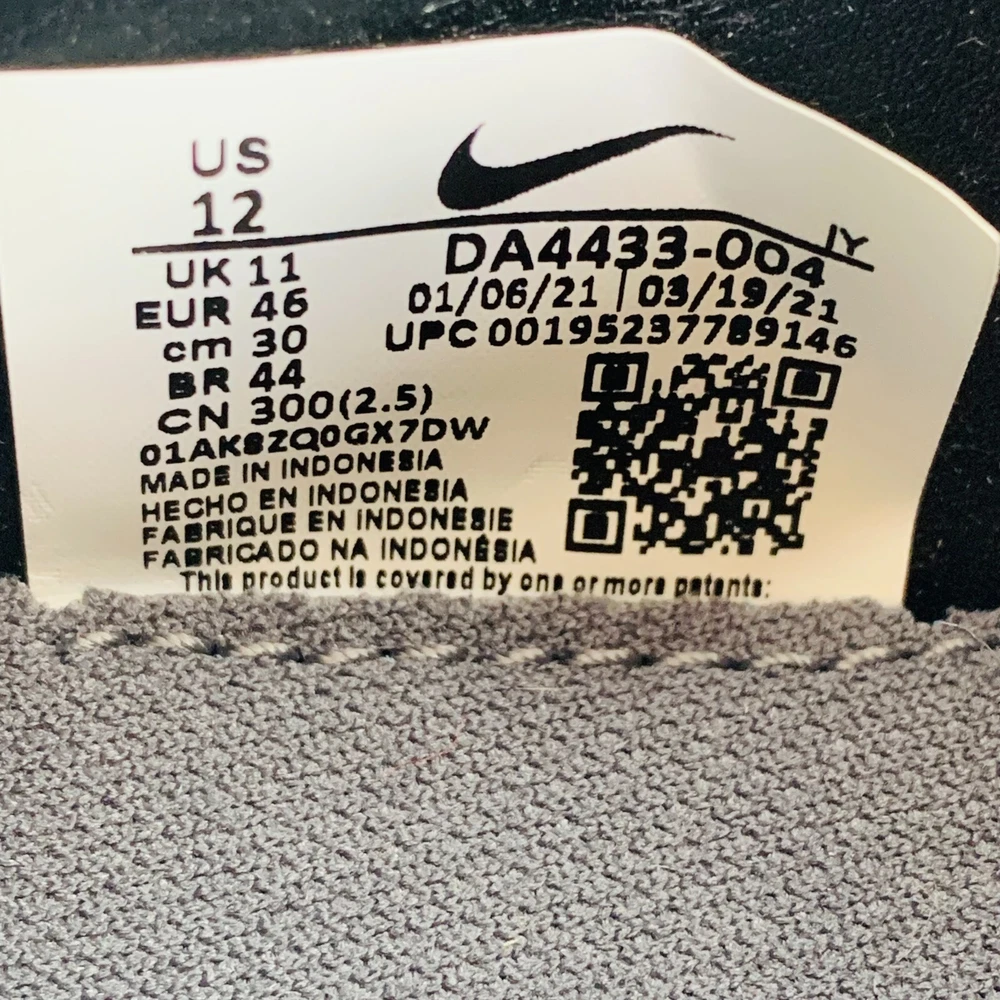 US
12
UK 11
EUR 46
cm 30
BR 44
CN 300(2.5)
01AK8ZQ0GX7DW
MADE IN INDONESIA
HECHO EN INDONESIA
FABRIQUE EN INDONESIE
FABRICADO NA INDONÉSIA
This product is covered by one or more patents:
IY
DA4433-004
01/06/21 | 03/19/21
UPC 00195237789146